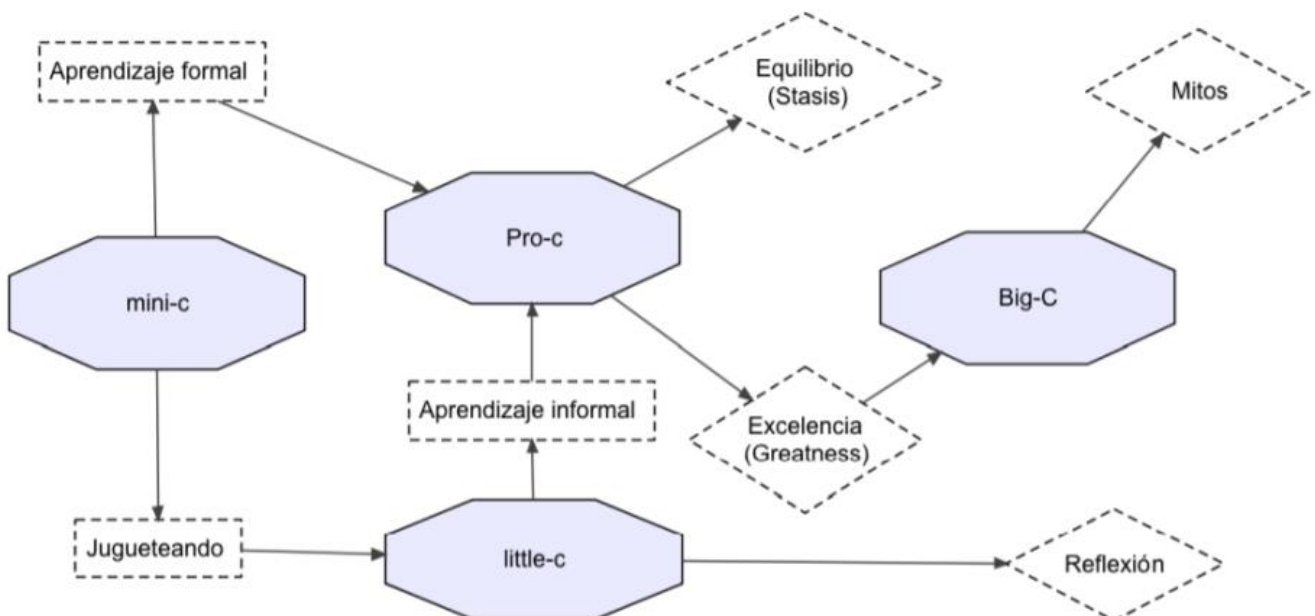 Aprendizaje formal
Equilibrio
(Stasis)
Mitos
Pro-c
mini-c
Big-C
Aprendizaje informal
Excelencia
(Greatness)
Jugueteando
little-c
Reflexión